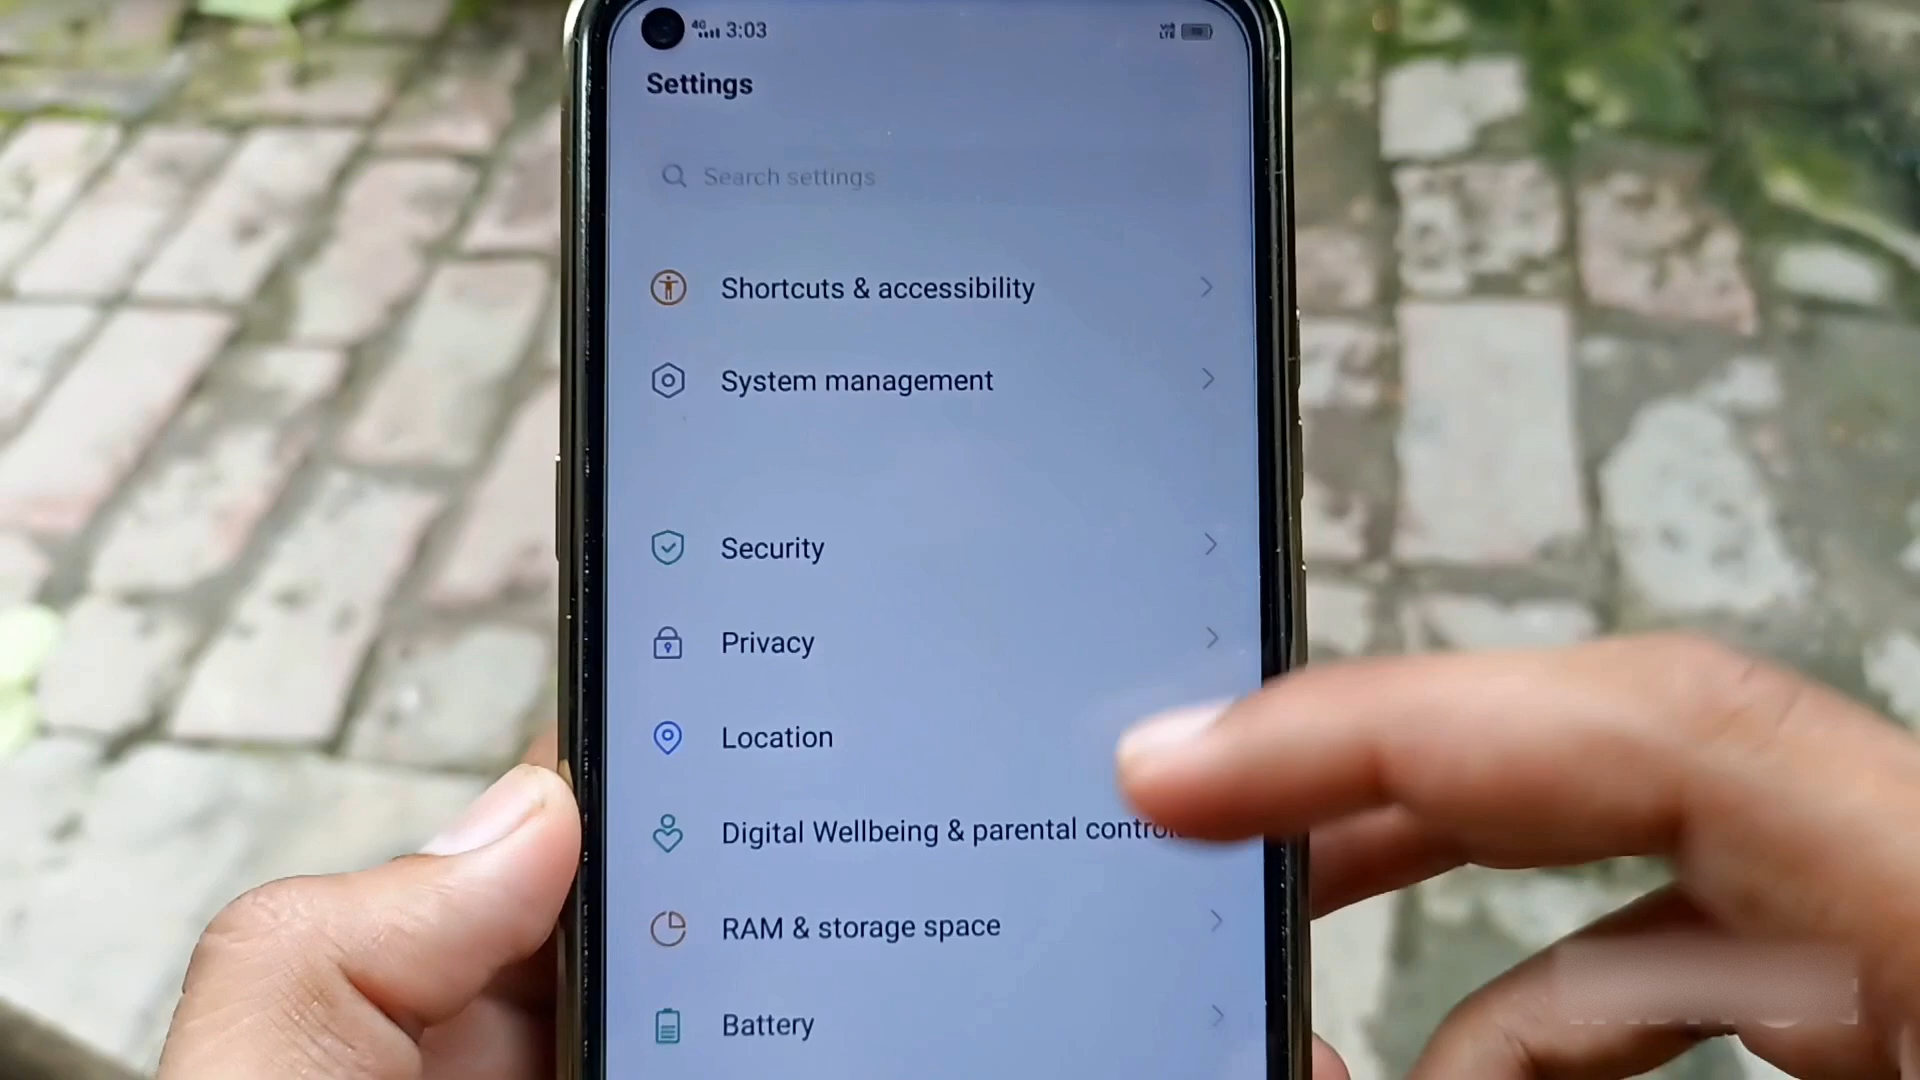 4G 3:03
Settings
Search settings
Shortcuts & accessibility
System management
Security
Privacy
Location
Digital Wellbeing & parental
RAM & storage space
Battery